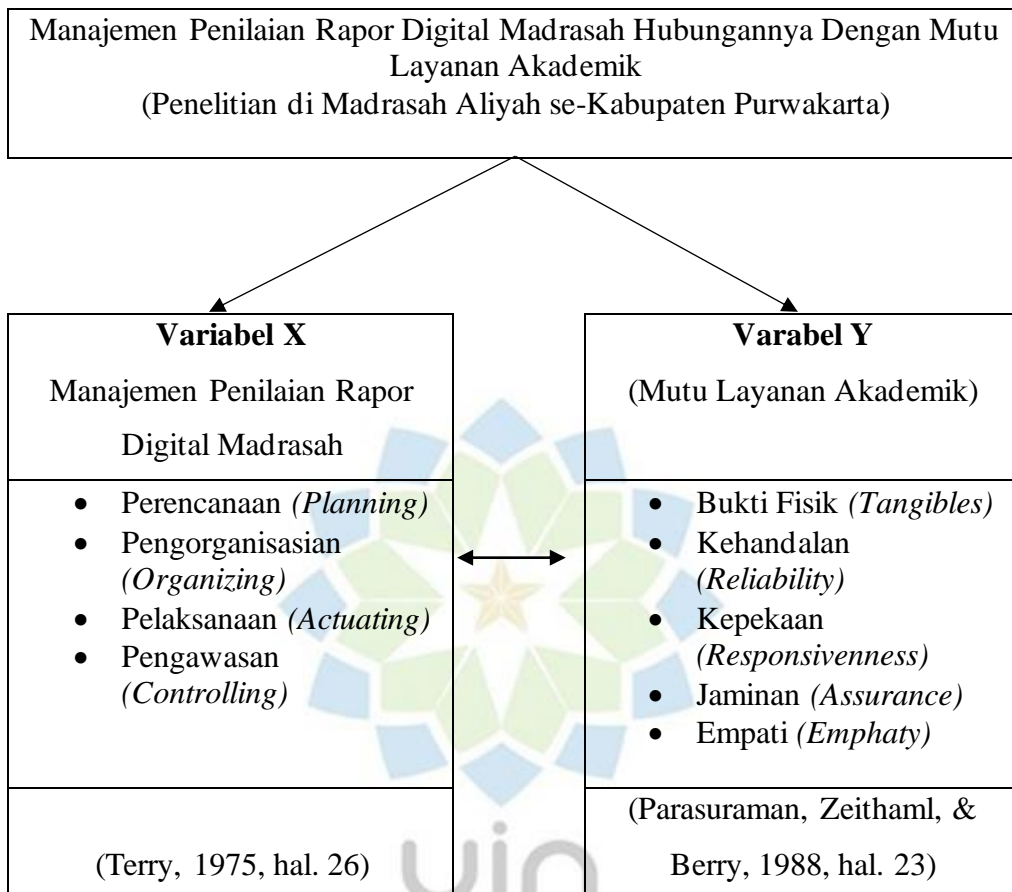 Manajemen Penilaian Rapor Digital Madrasah Hubungannya Dengan Mutu
Layanan Akademik
(Penelitian di Madrasah Aliyah se-Kabupaten Purwakarta)
Variabel X
Manajemen Penilaian Rapor
Digital Madrasah
• Perencanaan (Planning)
• Pengorganisasian
(Organizing)
• Pelaksanaan (Actuating)
• Pengawasan
(Controlling)
(Terry, 1975, hal. 26)
Varabel Y
(Mutu Layanan Akademik)
• Bukti Fisik (Tangibles)
• Kehandalan
(Reliability)
• Kepekaan
(Responsivenness)
• Jaminan (Assurance)
• Empati (Emphaty)
(Parasuraman, Zeithaml, &
Berry, 1988, hal. 23)
uin